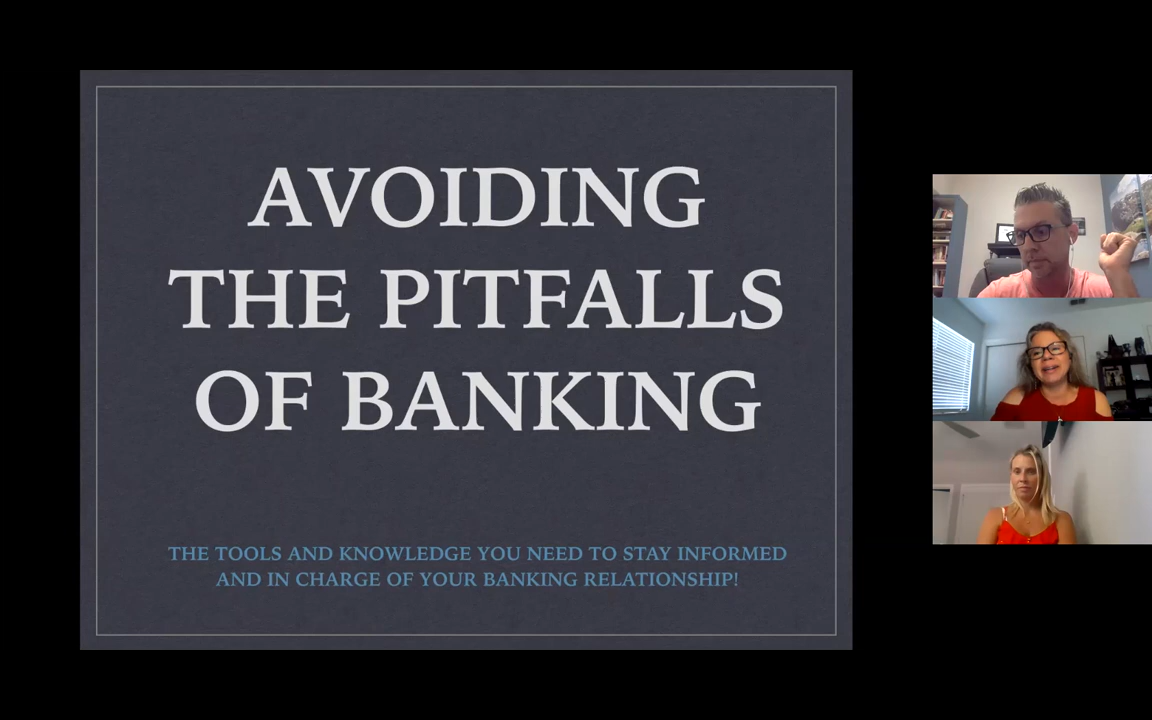 AVOIDING
THE PITFALLS
OF BANKING
THE TOOLS AND KNOWLEDGE YOU NEED TO STAY INFORMED
AND IN CHARGE OF YOUR BANKING RELATIONSHIP!